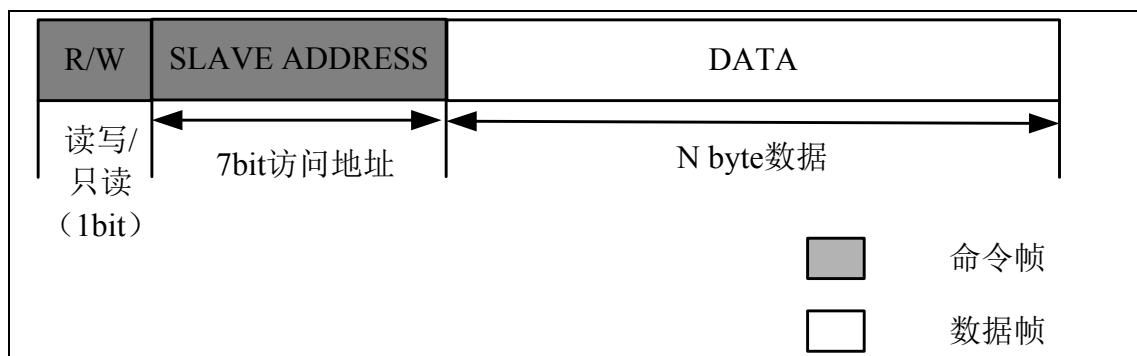 R/W SLAVE ADDRESS DATA
读写/
只读
（1bit）
7bit访问地址
N byte数据
命令帧
数据帧